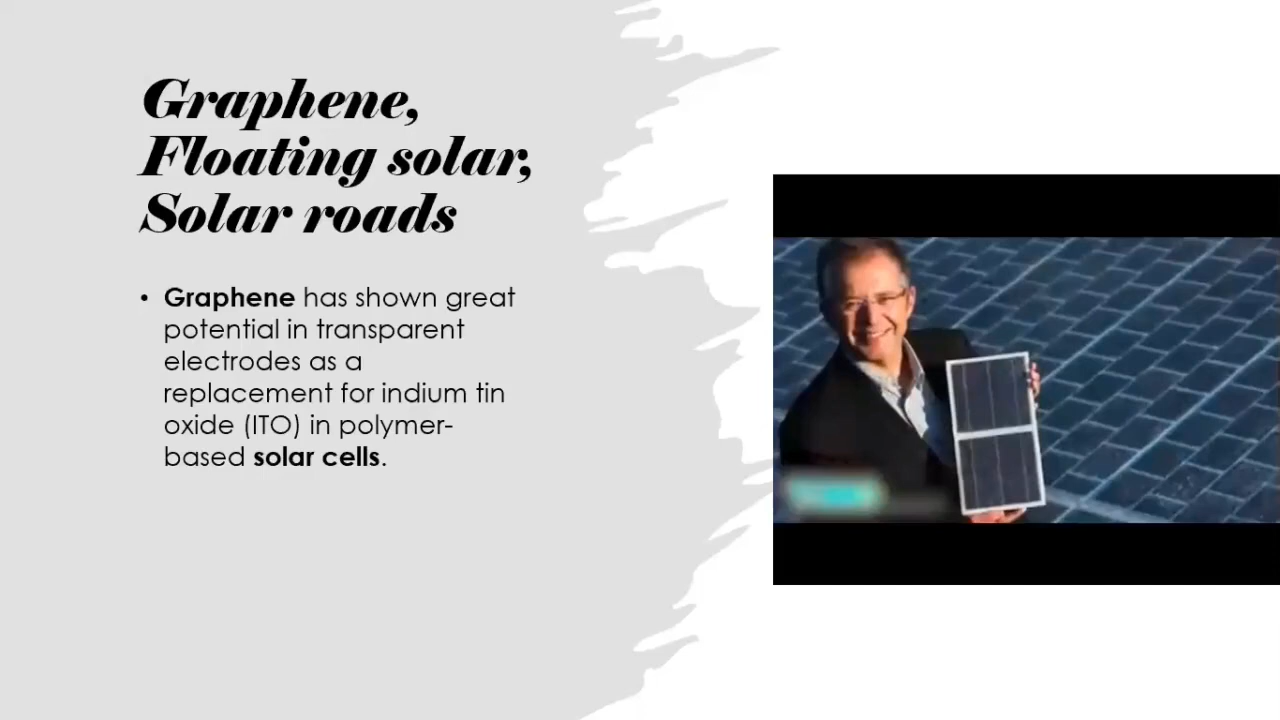 Graphene,
Floating solar,
Solar roads
• Graphene has shown great
potential in transparent
electrodes as a
replacement for indium tin
oxide (ITO) in polymer-
based solar cells.